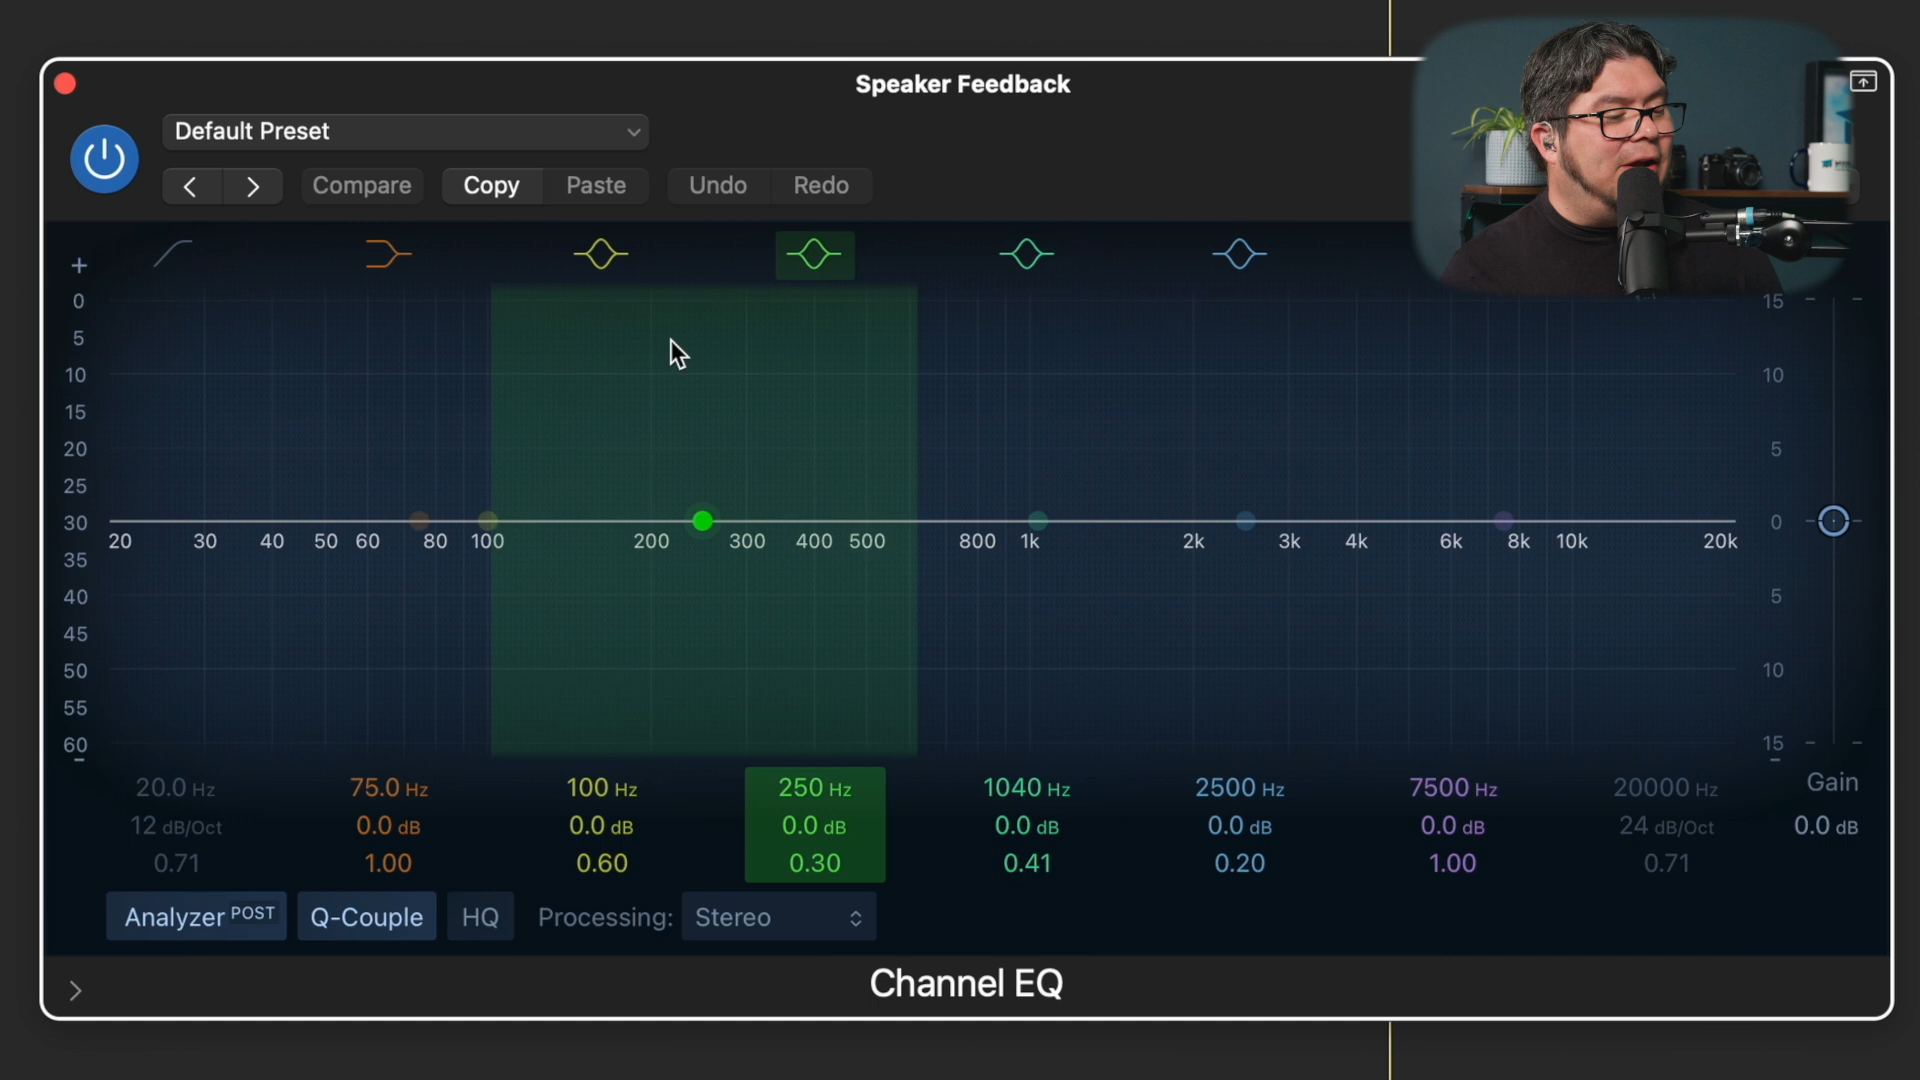 Speaker Feedback
Default Preset
Compare Copy Paste Undo Redo
+
0 15
5
10 10
15
20 5
25
30 0
20 30 40 50 60 80 100 200 300 400 500 800 1k 2k 3k 4k 6k 8k 10k 20k
35
40 5
45
50 10
55
60 15
20.0 Hz 75.0 Hz 100 Hz 250 Hz 1040 Hz 2500 Hz 7500 Hz 20000 Hz Gain
12 dB/Oct 0.0 dB 0.0 dB 0.0 dB 0.0 dB 0.0 dB 0.0 dB 24 dB/Oct 0.0 dB
0.71 1.00 0.60 0.30 0.41 0.20 1.00 0.71
Analyzer POST Q-Couple HQ Processing: Stereo
Channel EQ